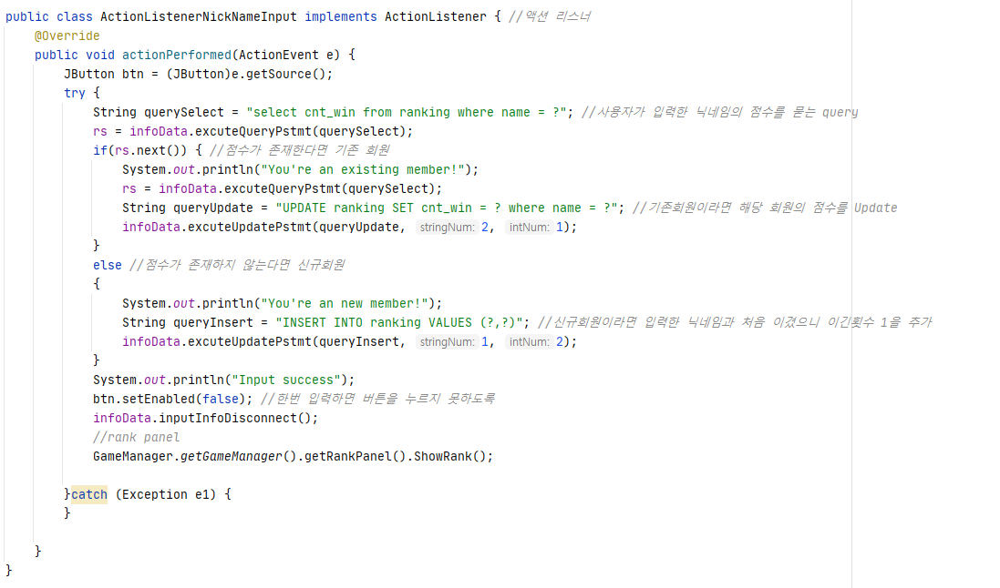 public class ActionListenerNickNameInput implements ActionListener { //액션 리스너
@Override
public void actionPerformed(ActionEvent e) {
JButton btn = (JButton)e.getSource();
try {
String querySelect = "select cnt_win from ranking where name = ?"; //사용자가 입력한 닉네임의 점수를 묻는 query
rs = infoData.excuteQueryPstmt(querySelect);
if(rs.next()) { //점수가 존재한다면 기존 회원
System.out.println("You're an existing member!");
rs = infoData.excuteQueryPstmt(querySelect);
String queryUpdate = "UPDATE ranking SET cnt_win = ? where name = ?"; //기존회원이라면 해당 회원의 점수를 Update
infoData.excuteUpdatePstmt(queryUpdate, stringNum: 2, intNum: 1);
}
else //점수가 존재하지 않는다면 신규회원
{
System.out.println("You're an new member!");
String queryInsert = "INSERT INTO ranking VALUES (?,?)"; //신규회원이라면 입력한 닉네임과 처음 이겼으니 이긴횟수 1을 추가
infoData.excuteUpdatePstmt(queryInsert, stringNum: 1, intNum: 2);
}
System.out.println("Input success");
btn.setEnabled(false); //한번 입력하면 버튼을 누르지 못하도록
infoData.inputInfoDisconnect();
//rank panel
GameManager.getGameManager().getRankPanel().ShowRank();
}catch (Exception e1) {
}
}
}